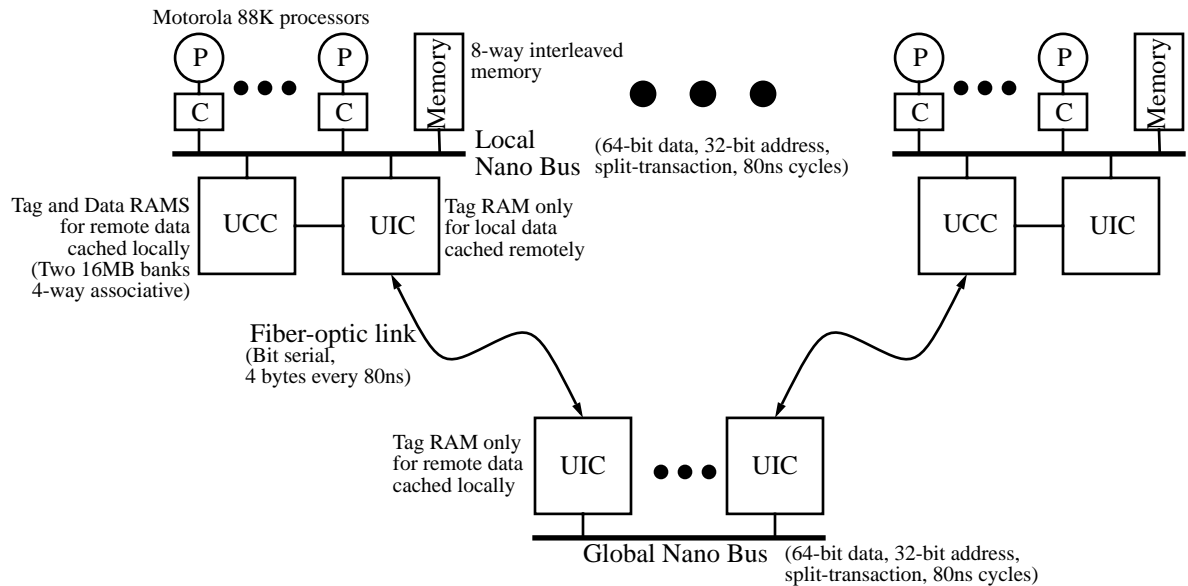 Motorola 88K processors
P
P
C
C
Memory
8-way interleaved
memory
P
P
C
C
Memory
Local
Nano Bus
(64-bit data, 32-bit address,
split-transaction, 80ns cycles)
Tag and Data RAMS
for remote data
cached locally
(Two 16MB banks
4-way associative)
UCC
UIC
Tag RAM only
for local data
cached remotely
UCC
UIC
Fiber-optic link
(Bit serial,
4 bytes every 80ns)
Tag RAM only
for remote data
cached locally
UIC
UIC
Global Nano Bus
(64-bit data, 32-bit address,
split-transaction, 80ns cycles)